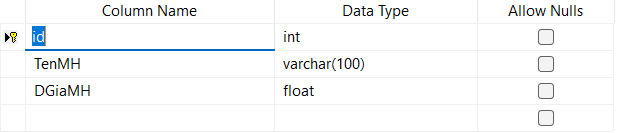 Column Name Data Type Allow Nulls
id int
TenMH varchar(100)
DGiaMH float